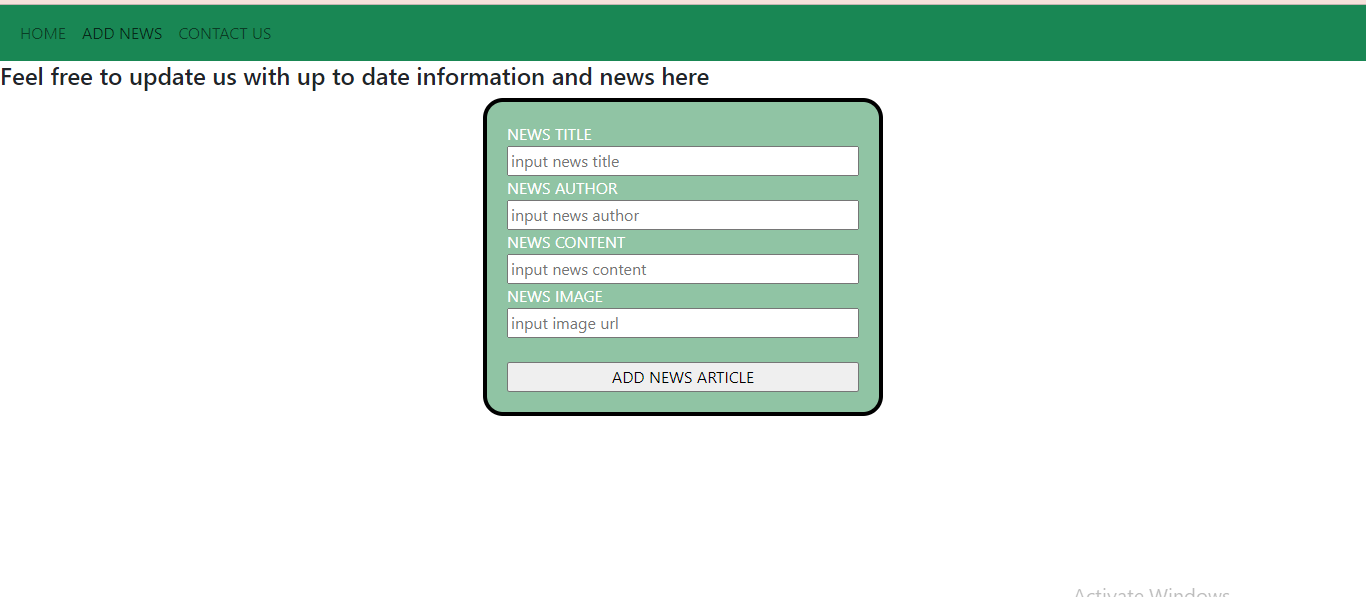 HOME ADD NEWS CONTACT US
Feel free to update us with up to date information and news here
NEWS TITLE
input news title
NEWS AUTHOR
input news author
NEWS CONTENT
input news content
NEWS IMAGE
input image url
ADD NEWS ARTICLE
Activate Windows